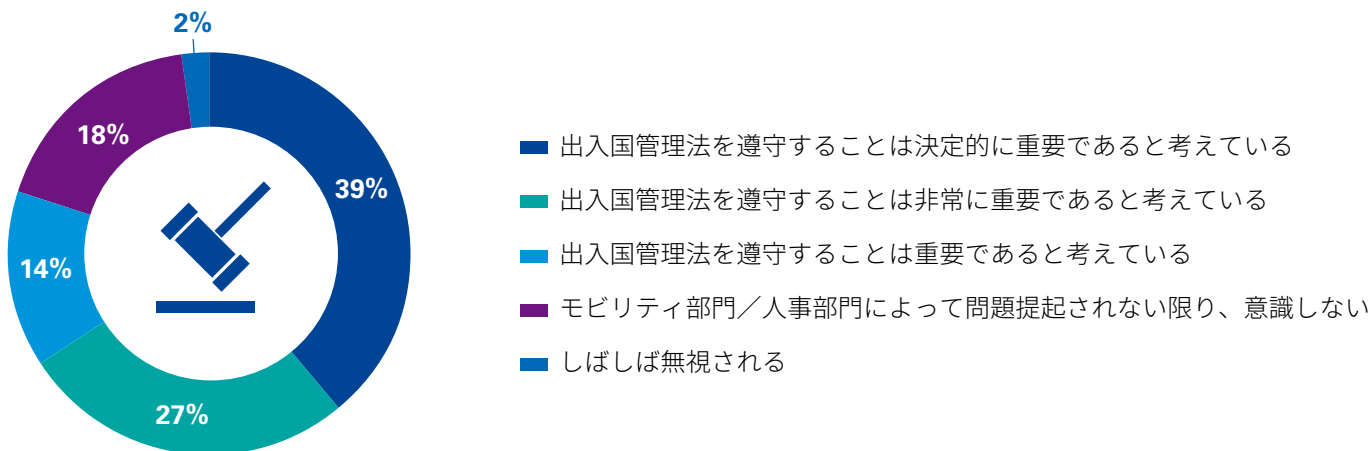 2%
18%
39%
14%
27%
出入国管理法を遵守することは決定的に重要であると考えている
出入国管理法を遵守することは非常に重要であると考えている
出入国管理法を遵守することは重要であると考えている
モビリティ部門／人事部門によって問題提起されない限り、意識しない
しばしば無視される